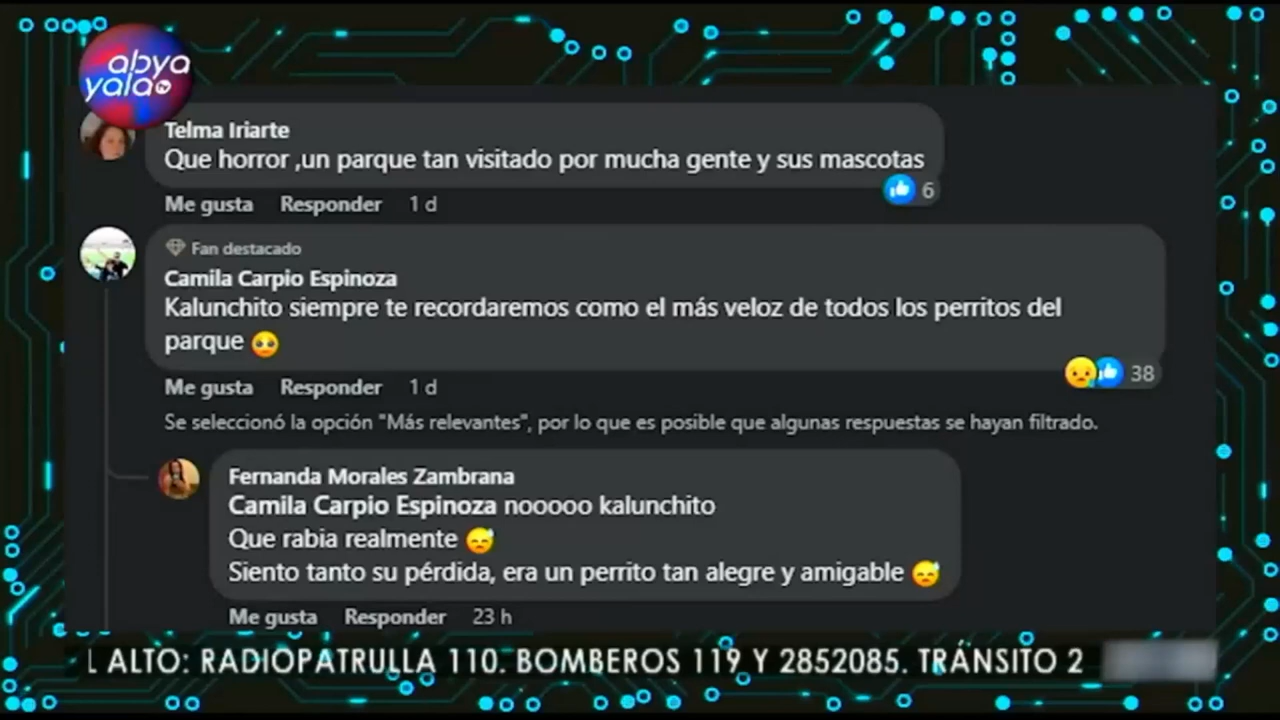 abya
yala tv
Telma Iriarte
Que horror ,un parque tan visitado por mucha gente y sus mascotas
6
Me gusta Responder 1 d
Fan destacado
Camila Carpio Espinoza
Kalunchito siempre te recordaremos como el más veloz de todos los perritos del
parque
38
Me gusta Responder 1 d
Se seleccionó la opción "Más relevantes", por lo que es posible que algunas respuestas se hayan filtrado.
Fernanda Morales Zambrana
Camila Carpio Espinoza nooooo kalunchito
Que rabia realmente
Siento tanto su pérdida, era un perrito tan alegre y amigable
Me gusta Responder 23 h
L ALTO: RADIOPATRULLA 110. BOMBEROS 119 Y 2852085. TRÁNSITO 2